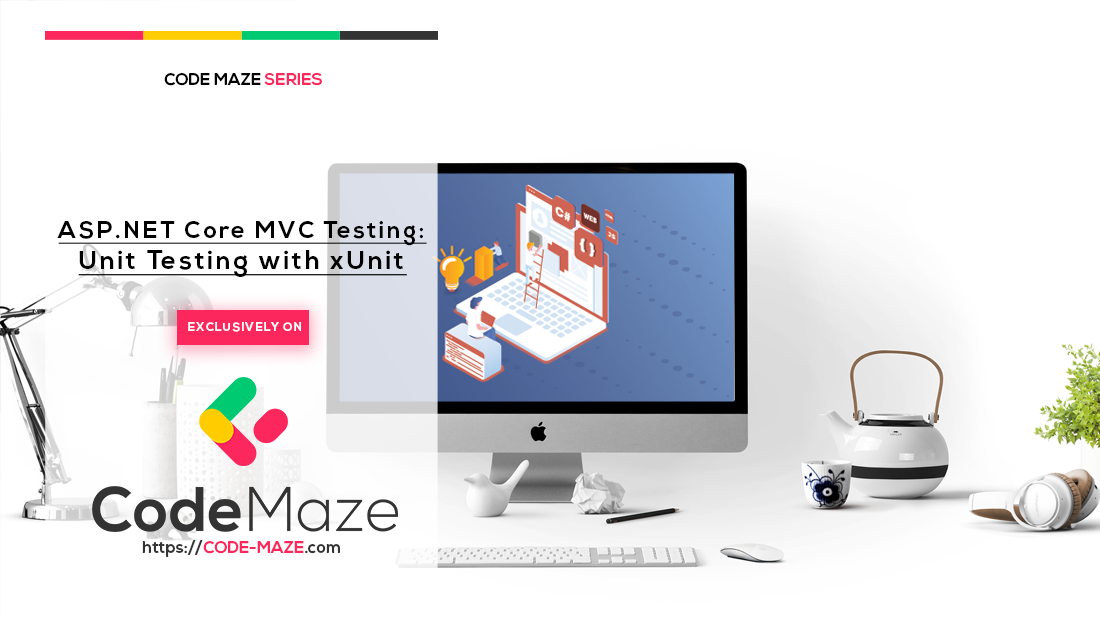 CODE MAZE SERIES
ASP.NET Core MVC Testing:
Unit Testing with xUnit
EXCLUSIVELY ON
CodeMaze
https://CODE-MAZE.com
C#
WEB
{}